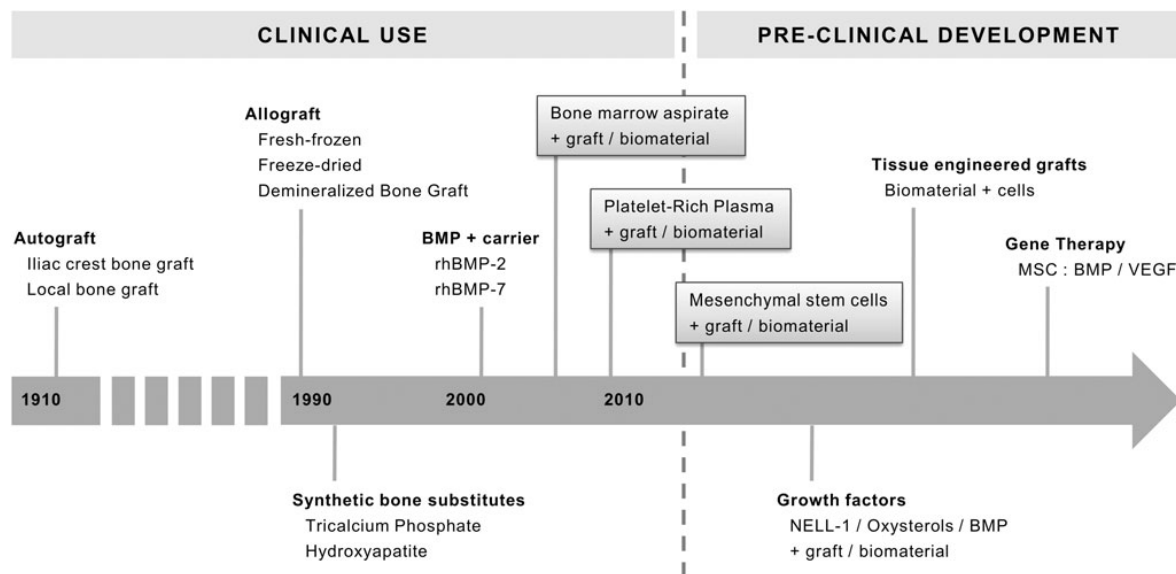 CLINICAL USE
PRE-CLINICAL DEVELOPMENT
Allograft
Fresh-frozen
Freeze-dried
Demineralized Bone Graft
Bone marrow aspirate
+ graft / biomaterial
Tissue engineered grafts
Biomaterial + cells
Platelet-Rich Plasma
+ graft / biomaterial
Autograft
Iliac crest bone graft
Local bone graft
BMP + carrier
rhBMP-2
rhBMP-7
Gene Therapy
MSC : BMP / VEGF
Mesenchymal stem cells
+ graft / biomaterial
1910
1990
2000
2010
Synthetic bone substitutes
Tricalcium Phosphate
Hydroxyapatite
Growth factors
NELL-1 / Oxysterols / BMP
+ graft / biomaterial